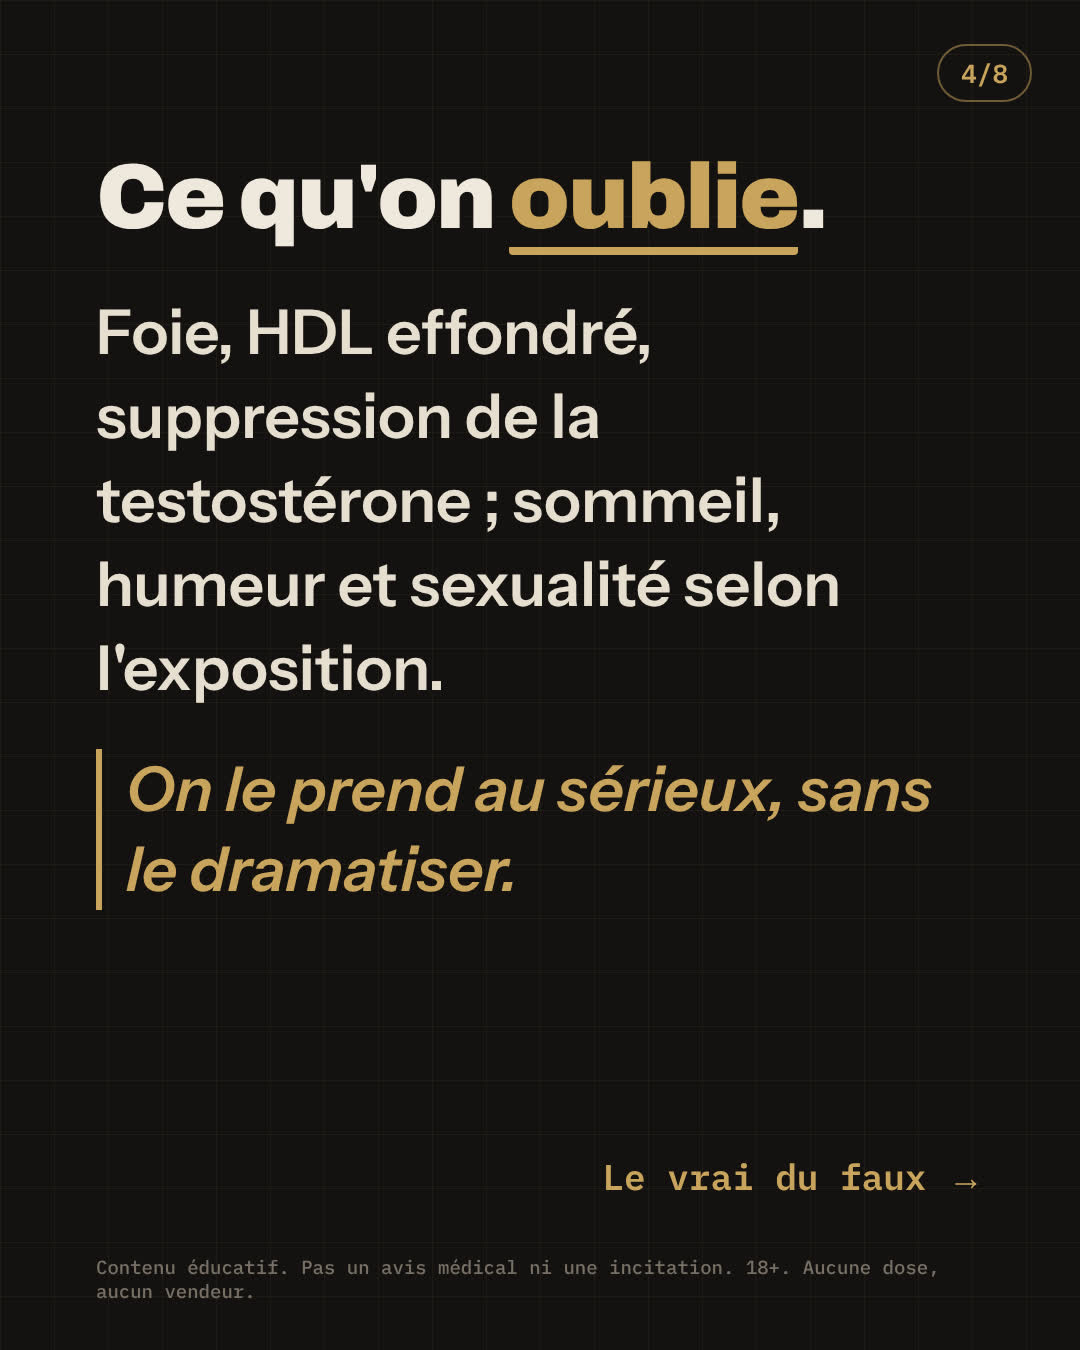 4/8
Ce qu'on oublie.
Foie, HDL effondré,
suppression de la
testostérone ; sommeil,
humeur et sexualité selon
l'exposition.
On le prend au sérieux, sans
le dramatiser.
Le vrai du faux →
Contenu éducatif. Pas un avis médical ni une incitation. 18+. Aucune dose,
aucun vendeur.